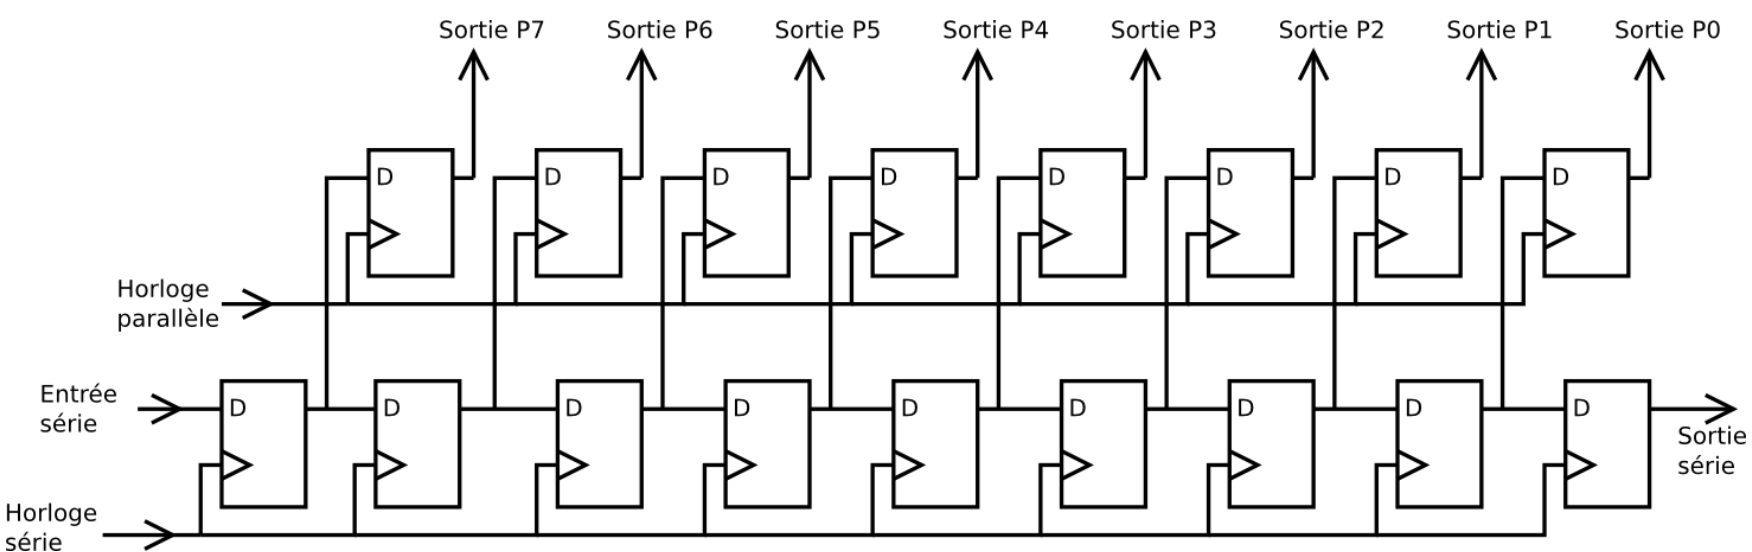 Sortie P7
Sortie P6
Sortie P5
Sortie P4
Sortie P3
Sortie P2
Sortie P1
Sortie P0
D
D
D
D
D
D
D
D
Horloge
parallèle
Entrée
série
D
D
D
D
D
D
D
D
D
Sortie
série
Horloge
série